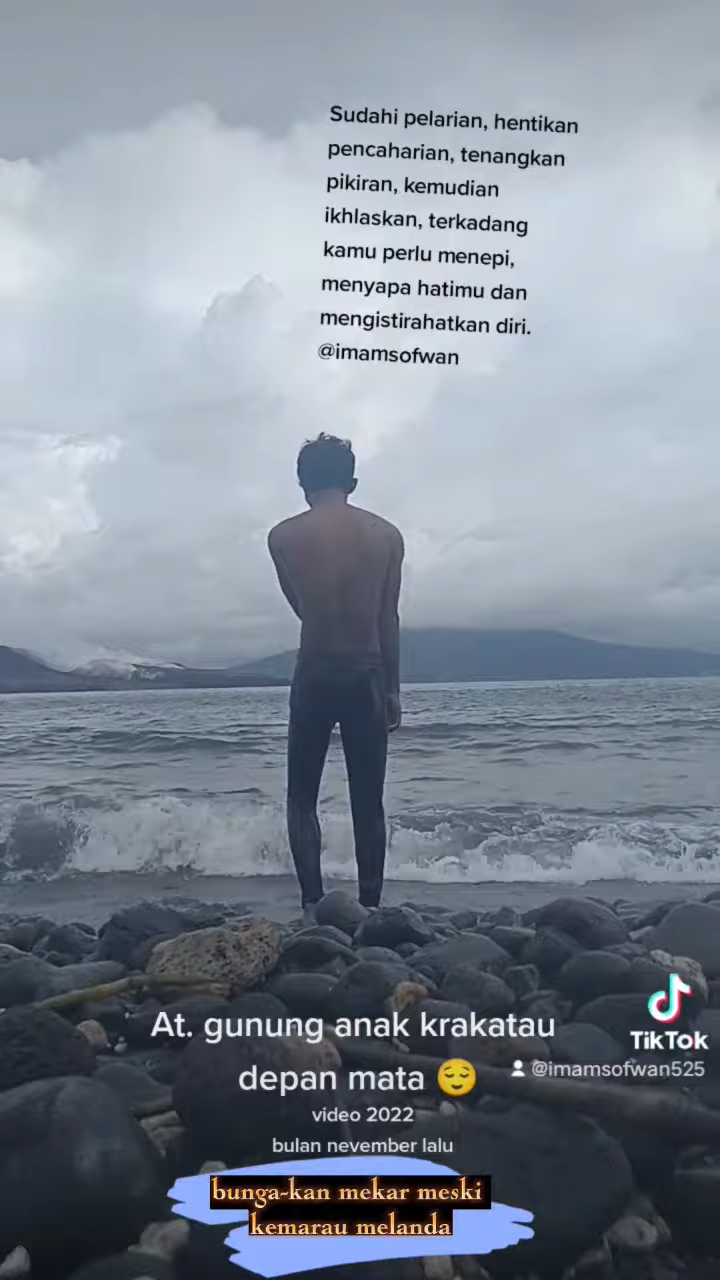 Sudahi pelarian, hentikan
pencaharian, tenangkan
pikiran, kemudian
ikhlaskan, terkadang
kamu perlu menepi,
menyapa hatimu dan
mengistirahatkan diri.
@imamsofwan
At. gunung anak krakatau
depan mata 😌
TikTok
@imamsofwan525
video 2022
bulan nevember lalu
bunga-kan mekar meski
kemarau melanda